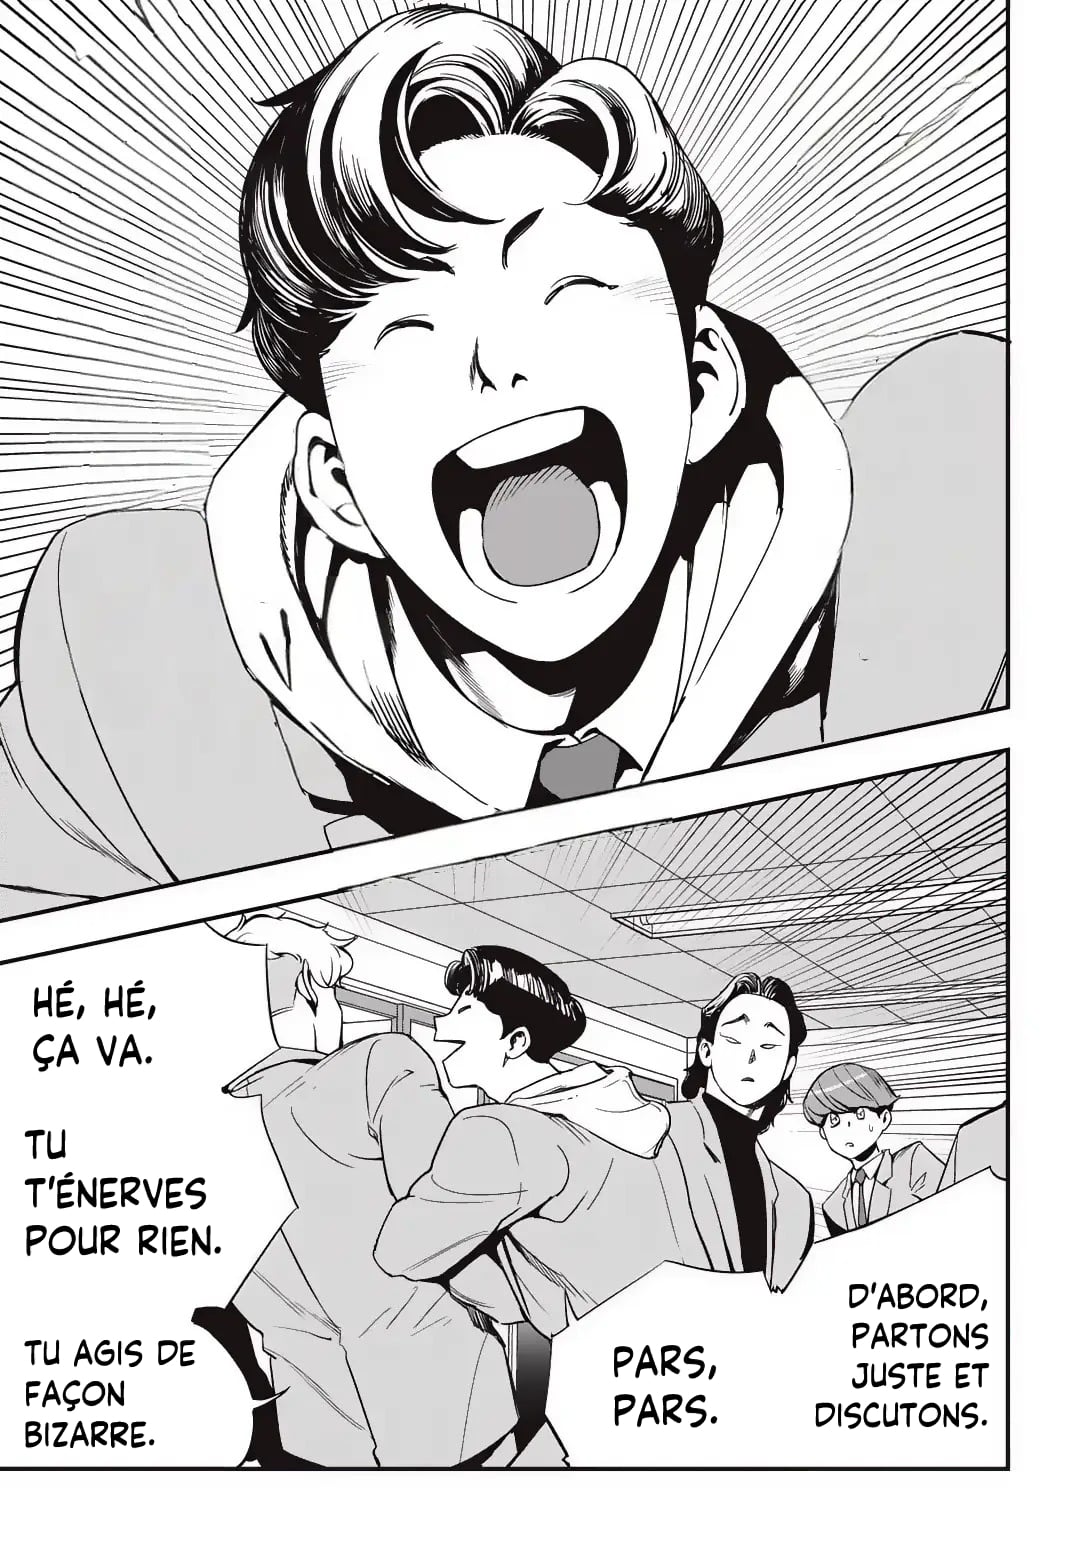 HÉ, HÉ,
ÇA VA.
TU
T'ÉNERVES
POUR RIEN.
TU AGIS DE
FAÇON
BIZARRE.
PARS,
PARS.
D'ABORD,
PARTONS
JUSTE ET
DISCUTONS.